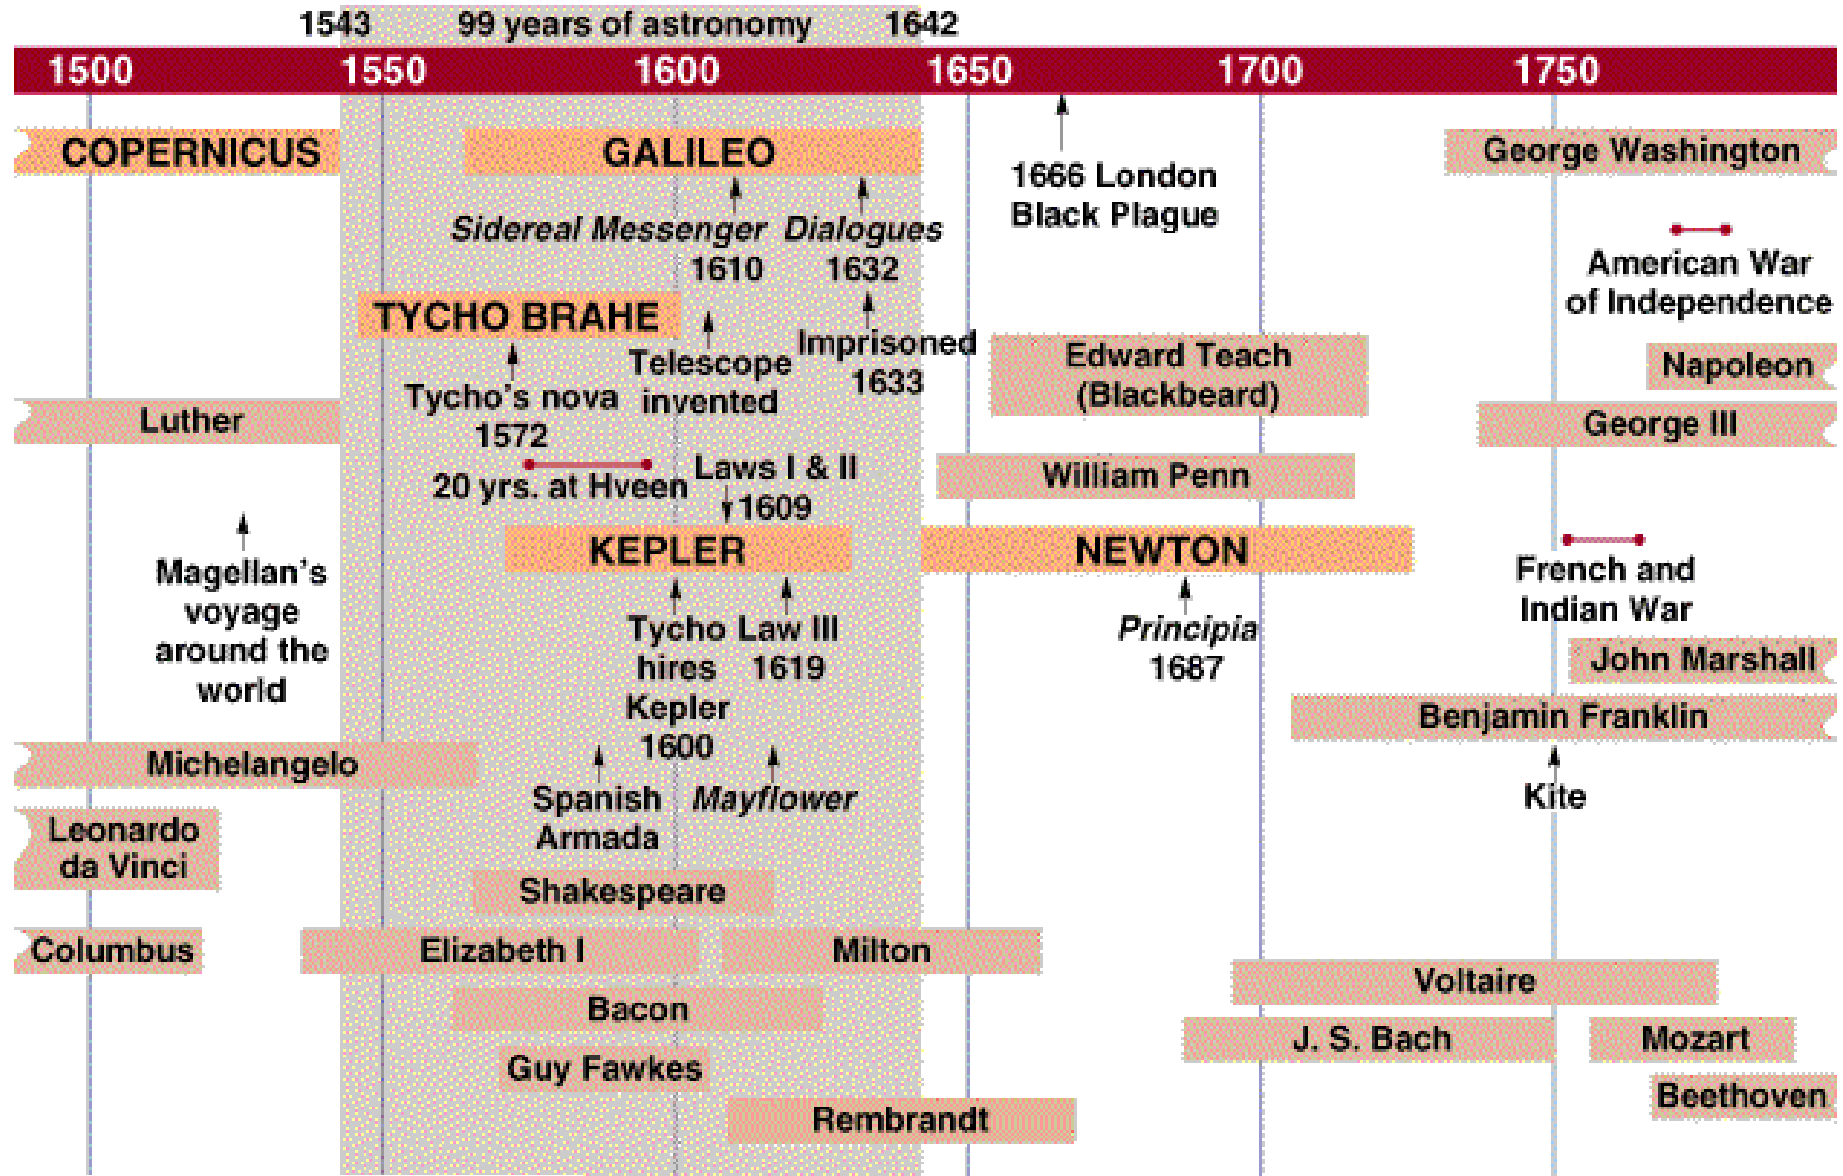 1543 99 years of astronomy 1642
1500 1550 1600 1650 1700 1750
COPERNICUS
GALILEO
George Washington
1666 London
Black Plague
Sidereal Messenger
1610
Dialogues
1632
American War
of Independence
TYCHO BRAHE
Telescope
invented
Imprisoned
1633
Edward Teach
(Blackbeard)
Napoleon
Tycho's nova
1572
Luther
George III
20 yrs. at Hveen
Laws I & II
1609
William Penn
KEPLER
NEWTON
Magellan's
voyage
around the
world
French and
Indian War
Tycho
hires
Kepler
1600
Law III
1619
Principia
1687
John Marshall
Benjamin Franklin
Michelangelo
Spanish
Armada
Mayflower
Kite
Leonardo
da Vinci
Shakespeare
Columbus
Elizabeth I
Milton
Voltaire
Bacon
J. S. Bach
Mozart
Guy Fawkes
Beethoven
Rembrandt